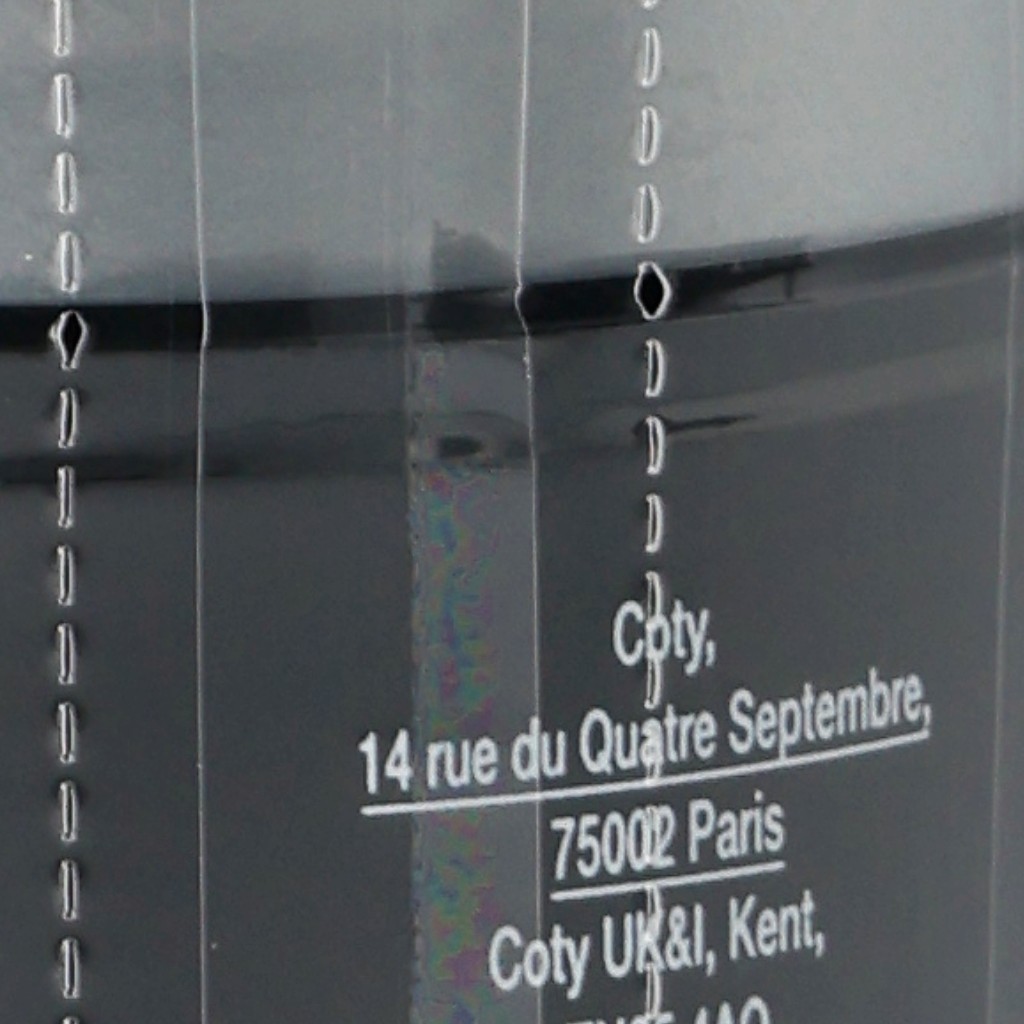 Coty,
14 rue du Quatre Septembre,
75002 Paris
Coty UK&I, Kent,